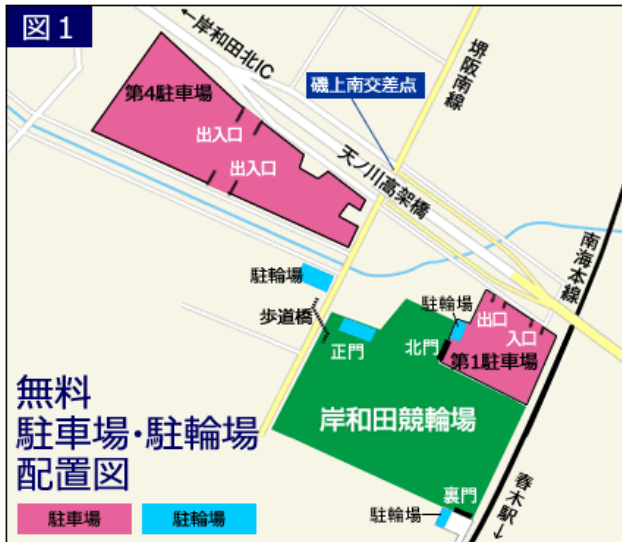 図1
←岸和田北IC
堺阪南線
第4駐車場
磯上南交差点
出入口
出入口
天ノ川高架橋
南海本線
駐輪場
駐輪場
出口
入口
歩道橋
正門
北門
第1駐車場
無料
駐車場・駐輪場
配置図
岸和田競輪場
裏門
春木駅→
駐車場
駐輪場
駐輪場